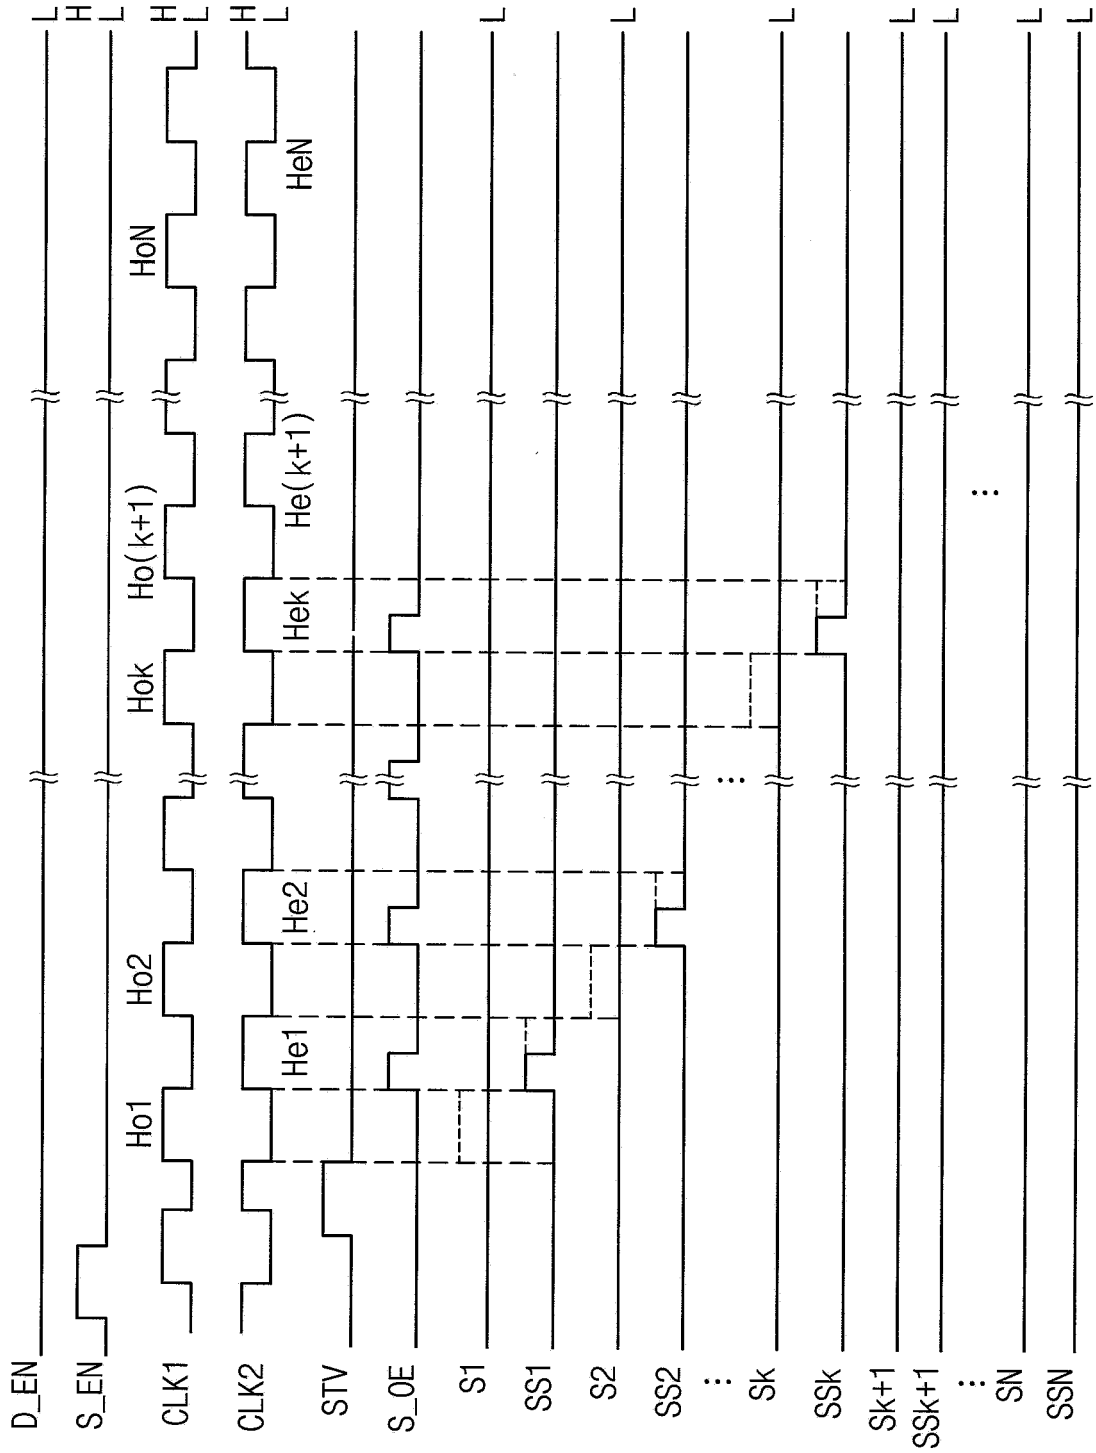 D_EN L
S_EN H L
CLK1 Ho1 Ho2 Hok Ho(k+1) HoN H L
CLK2 He1 He2 Hek He(k+1) HeN H L
STV
S_OE
S1 L
SS1
S2 L
SS2
⋮ ⋯
Sk L
SSk
Sk+1 L
SSk+1 L
⋮ ⋯
SN L
SSN L